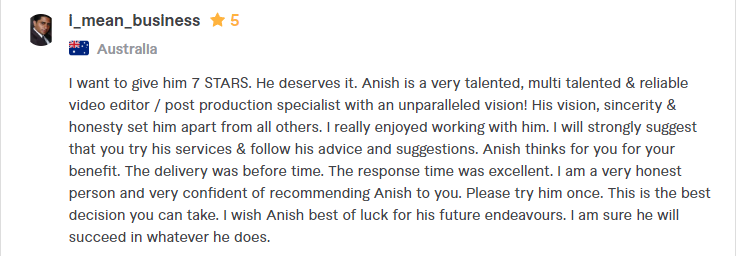 i_mean_business ★ 5
Australia
I want to give him 7 STARS. He deserves it. Anish is a very talented, multi talented & reliable
video editor / post production specialist with an unparalleled vision! His vision, sincerity &
honesty set him apart from all others. I really enjoyed working with him. I will strongly suggest
that you try his services & follow his advice and suggestions. Anish thinks for you for your
benefit. The delivery was before time. The response time was excellent. I am a very honest
person and very confident of recommending Anish to you. Please try him once. This is the best
decision you can take. I wish Anish best of luck for his future endeavours. I am sure he will
succeed in whatever he does.